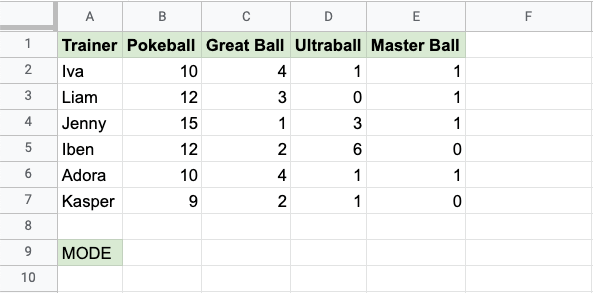 A B C D E F
1 Trainer Pokeball Great Ball Ultraball Master Ball
2 Iva 10 4 1 1
3 Liam 12 3 0 1
4 Jenny 15 1 3 1
5 Iben 12 2 6 0
6 Adora 10 4 1 1
7 Kasper 9 2 1 0
8
9 MODE
10